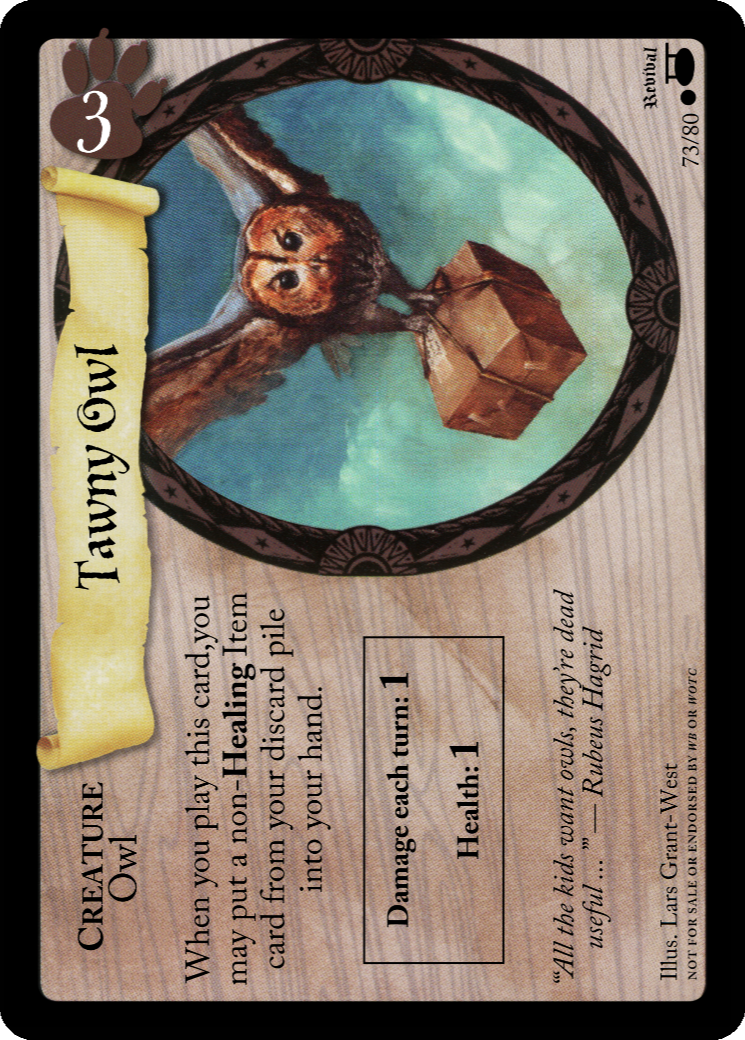 CREATURE
Owl
Tawny Owl
3
When you play this card,you
may put a non-Healing Item
card from your discard pile
into your hand.
Damage each turn: 1
Health: 1
“All the kids want owls, they're dead
useful ... ’” — Rubeus Hagrid
Illus. Lars Grant-West
NOT FOR SALE OR ENDORSED BY WB OR WOTC
Revival
73/80